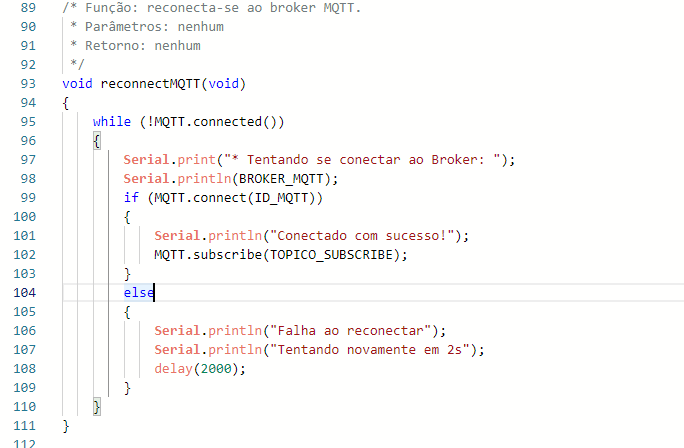 89 /* Função: reconecta-se ao broker MQTT.
90  * Parâmetros: nenhum
91  * Retorno: nenhum
92  */
93 void reconnectMQTT(void)
94 {
95     while (!MQTT.connected())
96     {
97         Serial.print("* Tentando se conectar ao Broker: ");
98         Serial.println(BROKER_MQTT);
99         if (MQTT.connect(ID_MQTT))
100         {
101             Serial.println("Conectado com sucesso!");
102             MQTT.subscribe(TOPICO_SUBSCRIBE);
103         }
104         else
105         {
106             Serial.println("Falha ao reconectar");
107             Serial.println("Tentando novamente em 2s");
108             delay(2000);
109         }
110     }
111 }
112